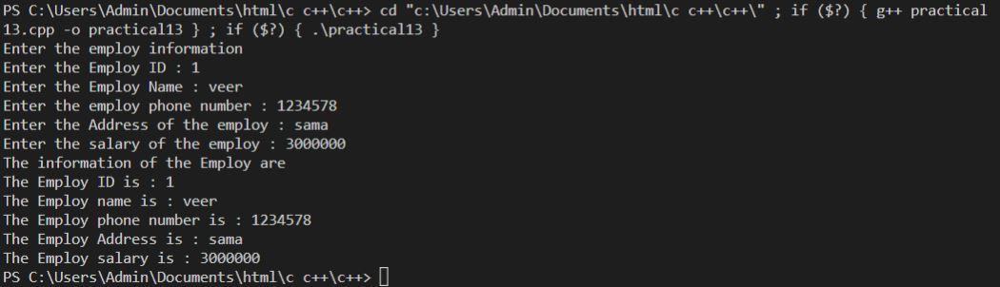 PS C:\Users\Admin\Documents\html\c c++\c++> cd "c:\Users\Admin\Documents\html\c c++\c++\" ; if ($?) { g++ practical
13.cpp -o practical13 } ; if ($?) { .\practical13 }
Enter the employ information
Enter the Employ ID : 1
Enter the Employ Name : veer
Enter the employ phone number : 1234578
Enter the Address of the employ : sama
Enter the salary of the employ : 3000000
The information of the Employ are
The Employ ID is : 1
The Employ name is : veer
The Employ phone number is : 1234578
The Employ Address is : sama
The Employ salary is : 3000000
PS C:\Users\Admin\Documents\html\c c++\c++>